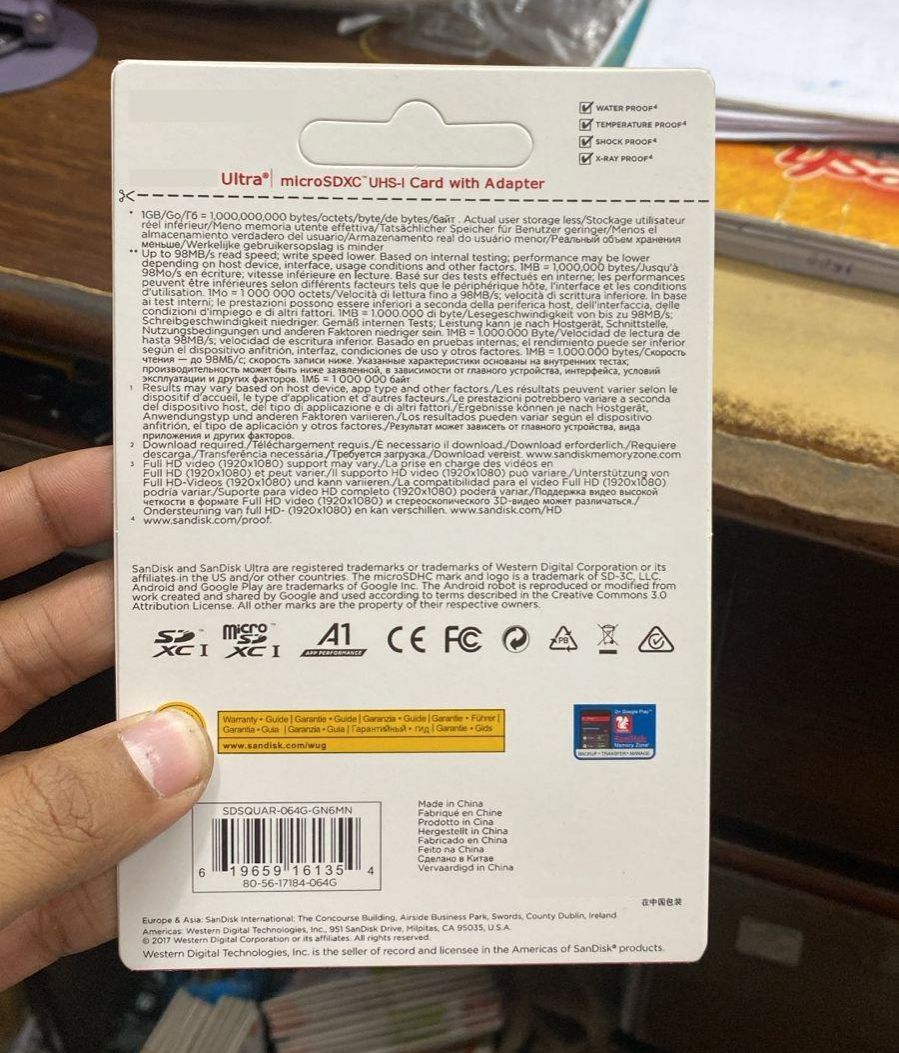 WATER PROOF⁴
TEMPERATURE PROOF⁴
SHOCK PROOF⁴
X-RAY PROOF⁴
Ultra® microSDXC™ UHS-I Card with Adapter
* 1GB/Go/Гб = 1,000,000,000 bytes/octets/byte/de bytes/байт . Actual user storage less/Stockage utilisateur
réel inférieur/Meno memoria utente effettiva/Tatsächlicher Speicher für Benutzer geringer/Menos el
almacenamiento verdadero del usuario/Armazenamento real do usuário menor/Реальный объем хранения
меньше/Werkelijke gebruikersopslag is minder
** Up to 98MB/s read speed; write speed lower. Based on internal testing; performance may be lower
depending on host device, interface, usage conditions and other factors. 1MB = 1,000,000 bytes/Jusqu'à
98Mo/s en écriture; vitesse inférieure en lecture. Basé sur des tests effectués en interne; les performances
peuvent être inférieures selon différents facteurs tels que le périphérique hôte, l'interface et les conditions
d'utilisation. 1Mo = 1 000 000 octets/Velocità di lettura fino a 98MB/s; velocità di scrittura inferiore. In base
ai test interni; le prestazioni possono essere inferiori a seconda della periferica host, dell'interfaccia, delle
condizioni d'impiego e di altri fattori. 1MB = 1.000.000 di byte/Lesegeschwindigkeit von bis zu 98MB/s;
Schreibgeschwindigkeit niedriger. Gemäß internen Tests; Leistung kann je nach Hostgerät, Schnittstelle,
Nutzungsbedingungen und anderen Faktoren niedriger sein. 1MB = 1.000.000 Byte/Velocidad de lectura de
hasta 98MB/s; velocidad de escritura inferior. Basado en pruebas internas; el rendimiento puede ser inferior
según el dispositivo anfitrión, interfaz, condiciones de uso y otros factores. 1MB = 1.000.000 bytes/Скорость
чтения — до 98МБ/с; скорость записи ниже. Указанные характеристики основаны на внутренних тестах;
производительность может быть ниже заявленной, в зависимости от главного устройства, интерфейса, условий
эксплуатации и других факторов. 1МБ = 1 000 000 байт
¹ Results may vary based on host device, app type and other factors./Les résultats peuvent varier selon le
dispositif d'accueil, le type d'application et d'autres facteurs./Le prestazioni potrebbero variare a seconda
del dispositivo host, del tipo di applicazione e di altri fattori./Ergebnisse können je nach Hostgerät,
Anwendungstyp und anderen Faktoren variieren./Los resultados pueden variar según el dispositivo
anfitrión, el tipo de aplicación y otros factores./Результат может зависеть от главного устройства, вида
приложения и других факторов.
² Download required./Téléchargement requis./È necessario il download./Download erforderlich./Requiere
descarga./Transferência necessária./Требуется загрузка./Download vereist. www.sandiskmemoryzone.com
³ Full HD video (1920x1080) support may vary./La prise en charge des vidéos en
Full HD (1920x1080) et peut varier./Il supporto HD video (1920x1080) può variare./Unterstützung von
Full HD-Videos (1920x1080) und kann variieren./La compatibilidad para el video Full HD (1920x1080)
podría variar./Suporte para vídeo HD completo (1920x1080) poderá variar./Поддержка видео высокой
четкости в формате Full HD video (1920x1080) и стереоскопического 3D-видео может различаться./
Ondersteuning van full HD- (1920x1080) en kan verschillen. www.sandisk.com/HD
⁴ www.sandisk.com/proof.
SanDisk and SanDisk Ultra are registered trademarks or trademarks of Western Digital Corporation or its
affiliates in the US and/or other countries. The microSDHC mark and logo is a trademark of SD-3C, LLC.
Android and Google Play are trademarks of Google Inc. The Android robot is reproduced or modified from
work created and shared by Google and used according to terms described in the Creative Commons 3.0
Attribution License. All other marks are the property of their respective owners.
SD XC I micro SD XC I A1 APP PERFORMANCE CE FC PB
Warranty • Guide | Garantie • Guide | Garanzia • Guide | Garantie • Führer |
Garantía • Guía | Garanzia • Guia | Гарантийный • гид | Garantie • Gids
www.sandisk.com/wug
On Google Play™
SanDisk
Memory Zone²
BACKUP • TRANSFER • MANAGE
SDSQUAR-064G-GN6MN
6 19659 16135 4
80-56-17184-064G
Made in China
Fabriqué en Chine
Prodotto in Cina
Hergestellt in China
Fabricado en China
Feito na China
Сделано в Китае
Vervaardigd in China
在中国包装
Europe & Asia: SanDisk International: The Concourse Building, Airside Business Park, Swords, County Dublin, Ireland
Americas: Western Digital Technologies, Inc., 951 SanDisk Drive, Milpitas, CA 95035, U.S.A.
© 2017 Western Digital Corporation or its affiliates. All rights reserved.
Western Digital Technologies, Inc. is the seller of record and licensee in the Americas of SanDisk® products.